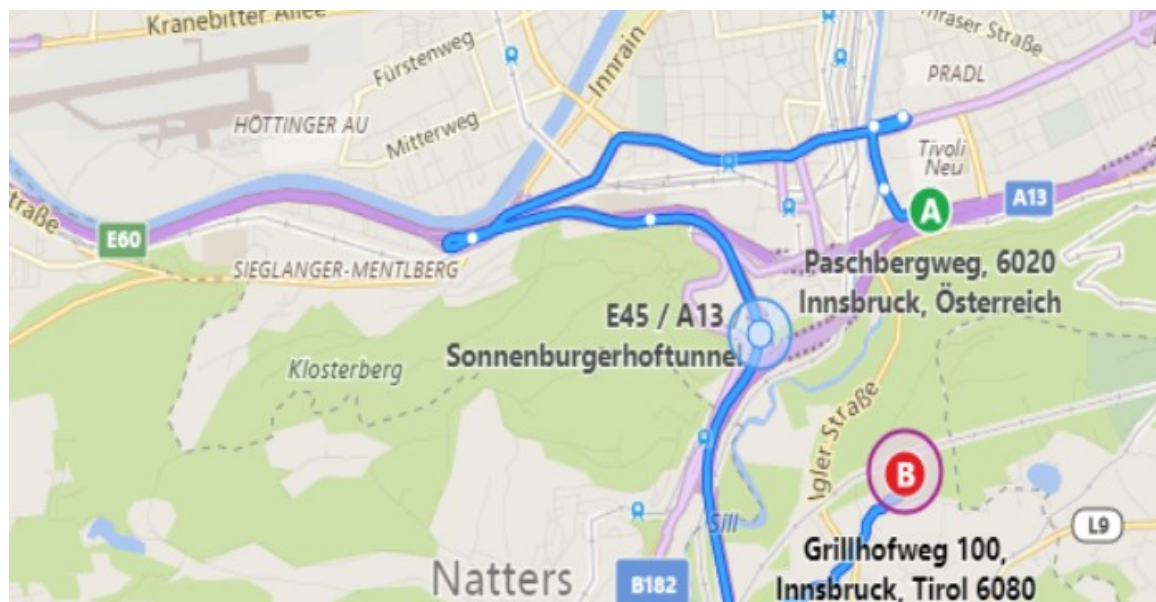 Kranebitter Allee
Fürstenweg
Innrain
Straße
PRADL
HÖTTINGER AU
Mitterweg
Tivoli
Neu
A
A13
E60
SIEGLANGER-MENTLBERG
Paschbergweg, 6020
Innsbruck, Österreich
E45 / A13
Sonnenburgerhoftunnel
Klosterberg
Igler Straße
B
Sill
L9
Grillhofweg 100,
Innsbruck, Tirol 6080
Natters
B182